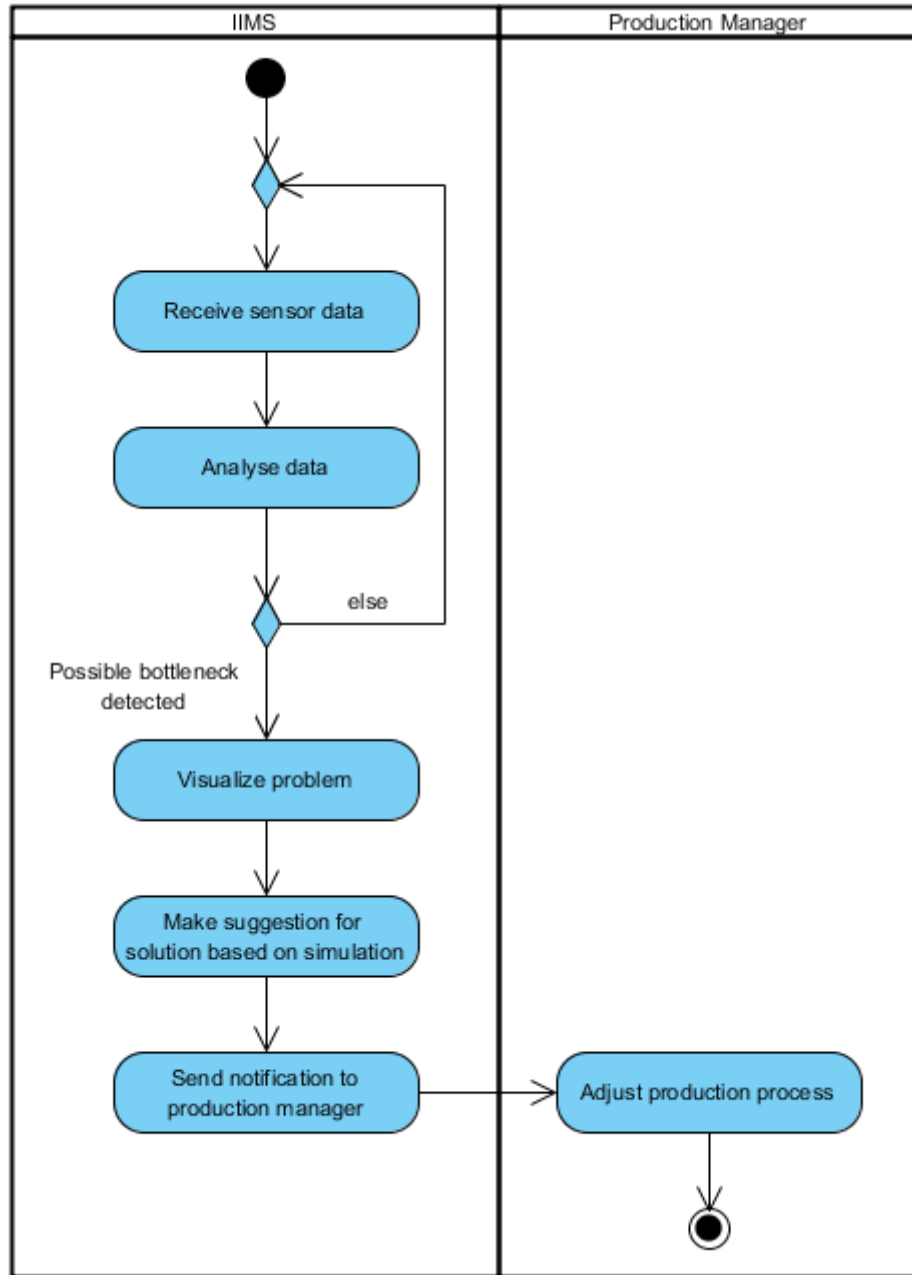 IIMS
Production Manager
Receive sensor data
Analyse data
else
Possible bottleneck
detected
Visualize problem
Make suggestion for
solution based on simulation
Send notification to
production manager
Adjust production process